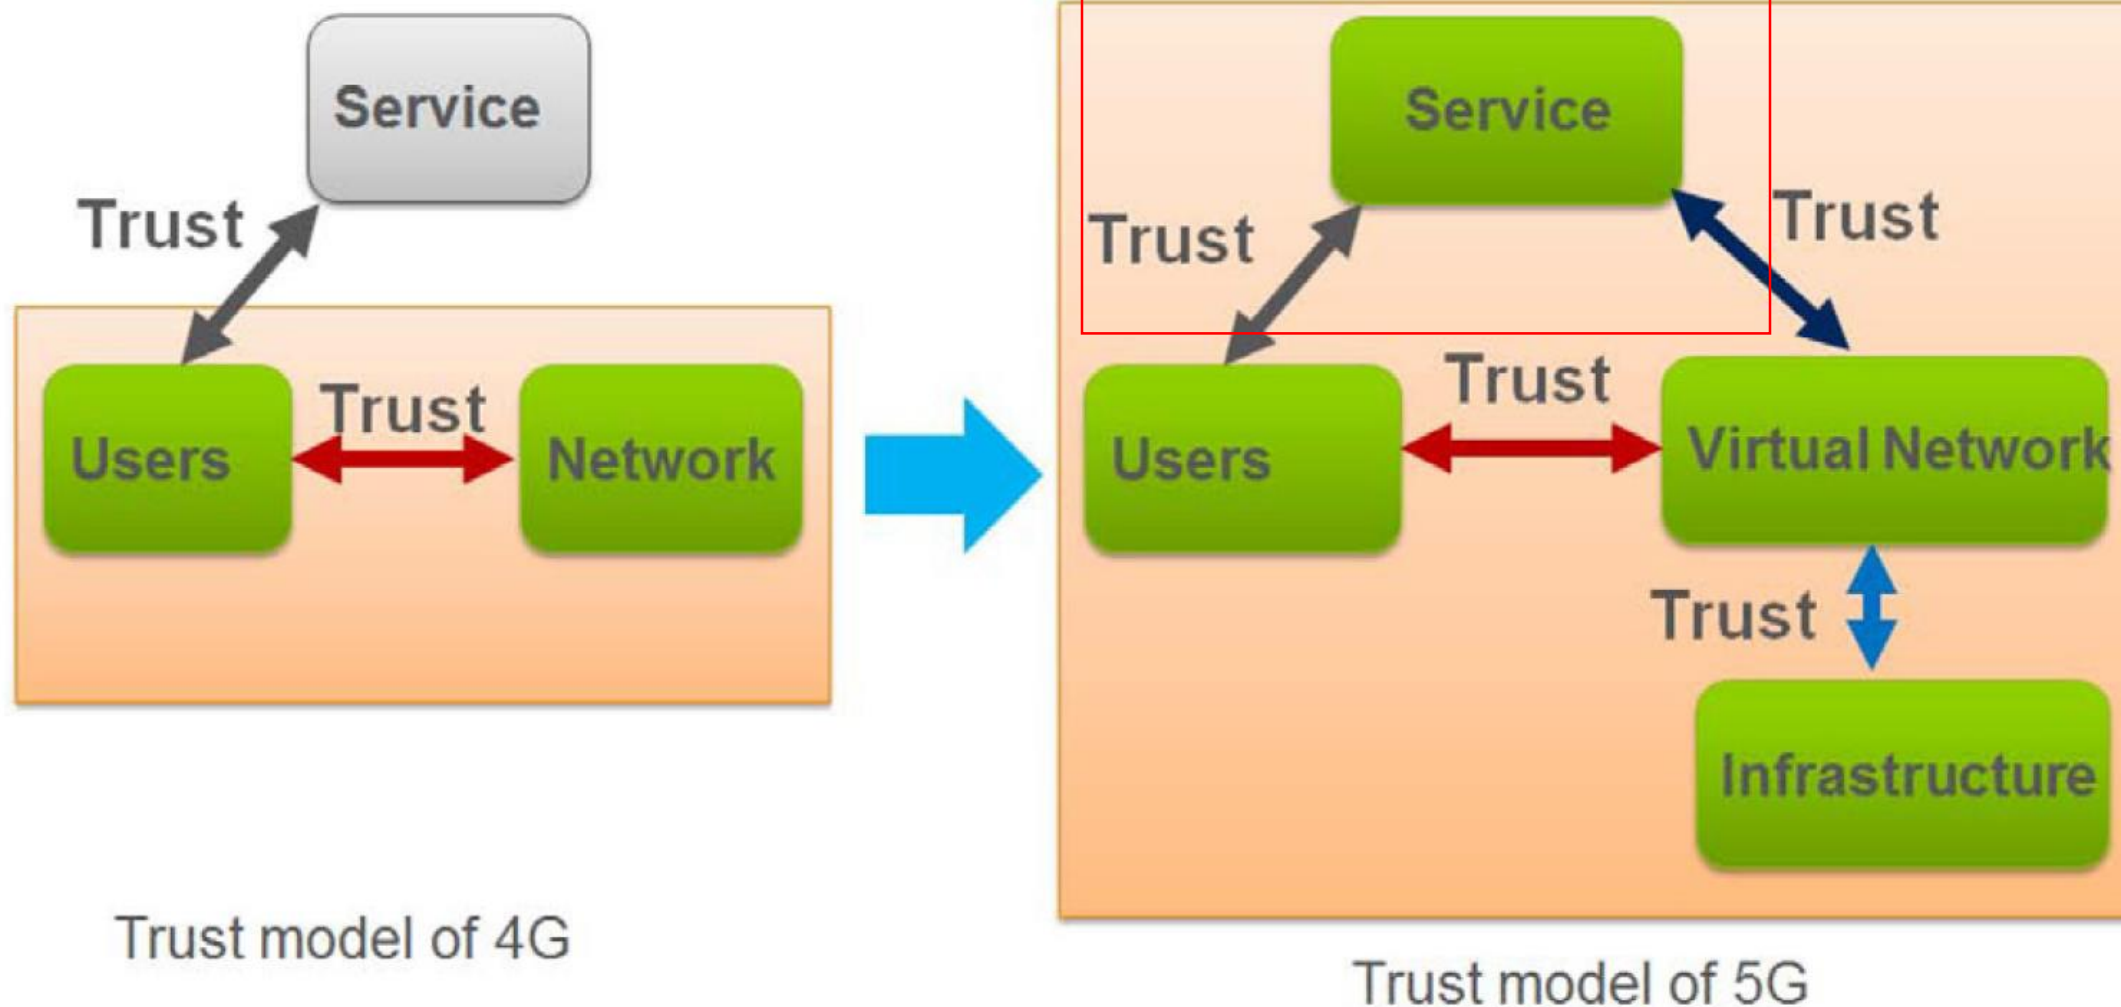 Service
Trust
Users
Trust
Network
Trust model of 4G
Service
Trust
Trust
Users
Trust
Virtual Network
Trust
Infrastructure
Trust model of 5G